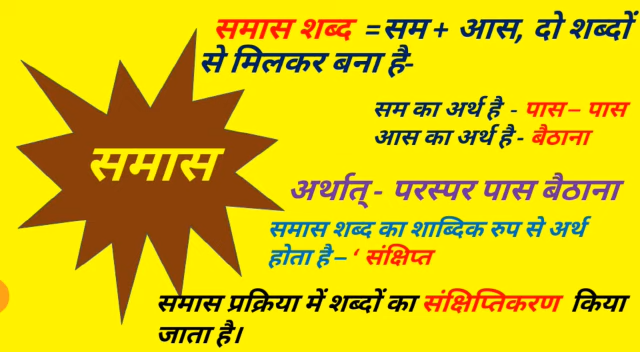 समास शब्द =सम+ आस, दो शब्दों
से मिलकर बना है-
सम का अर्थ है - पास– पास
आस का अर्थ है- बैठाना
समास
अर्थात्- परस्पर पास बैठाना
समास शब्द का शाब्दिक रुप से अर्थ
होता है– ‘ संक्षिप्त
समास प्रक्रिया में शब्दों का संक्षिप्तिकरण किया
जाता है।